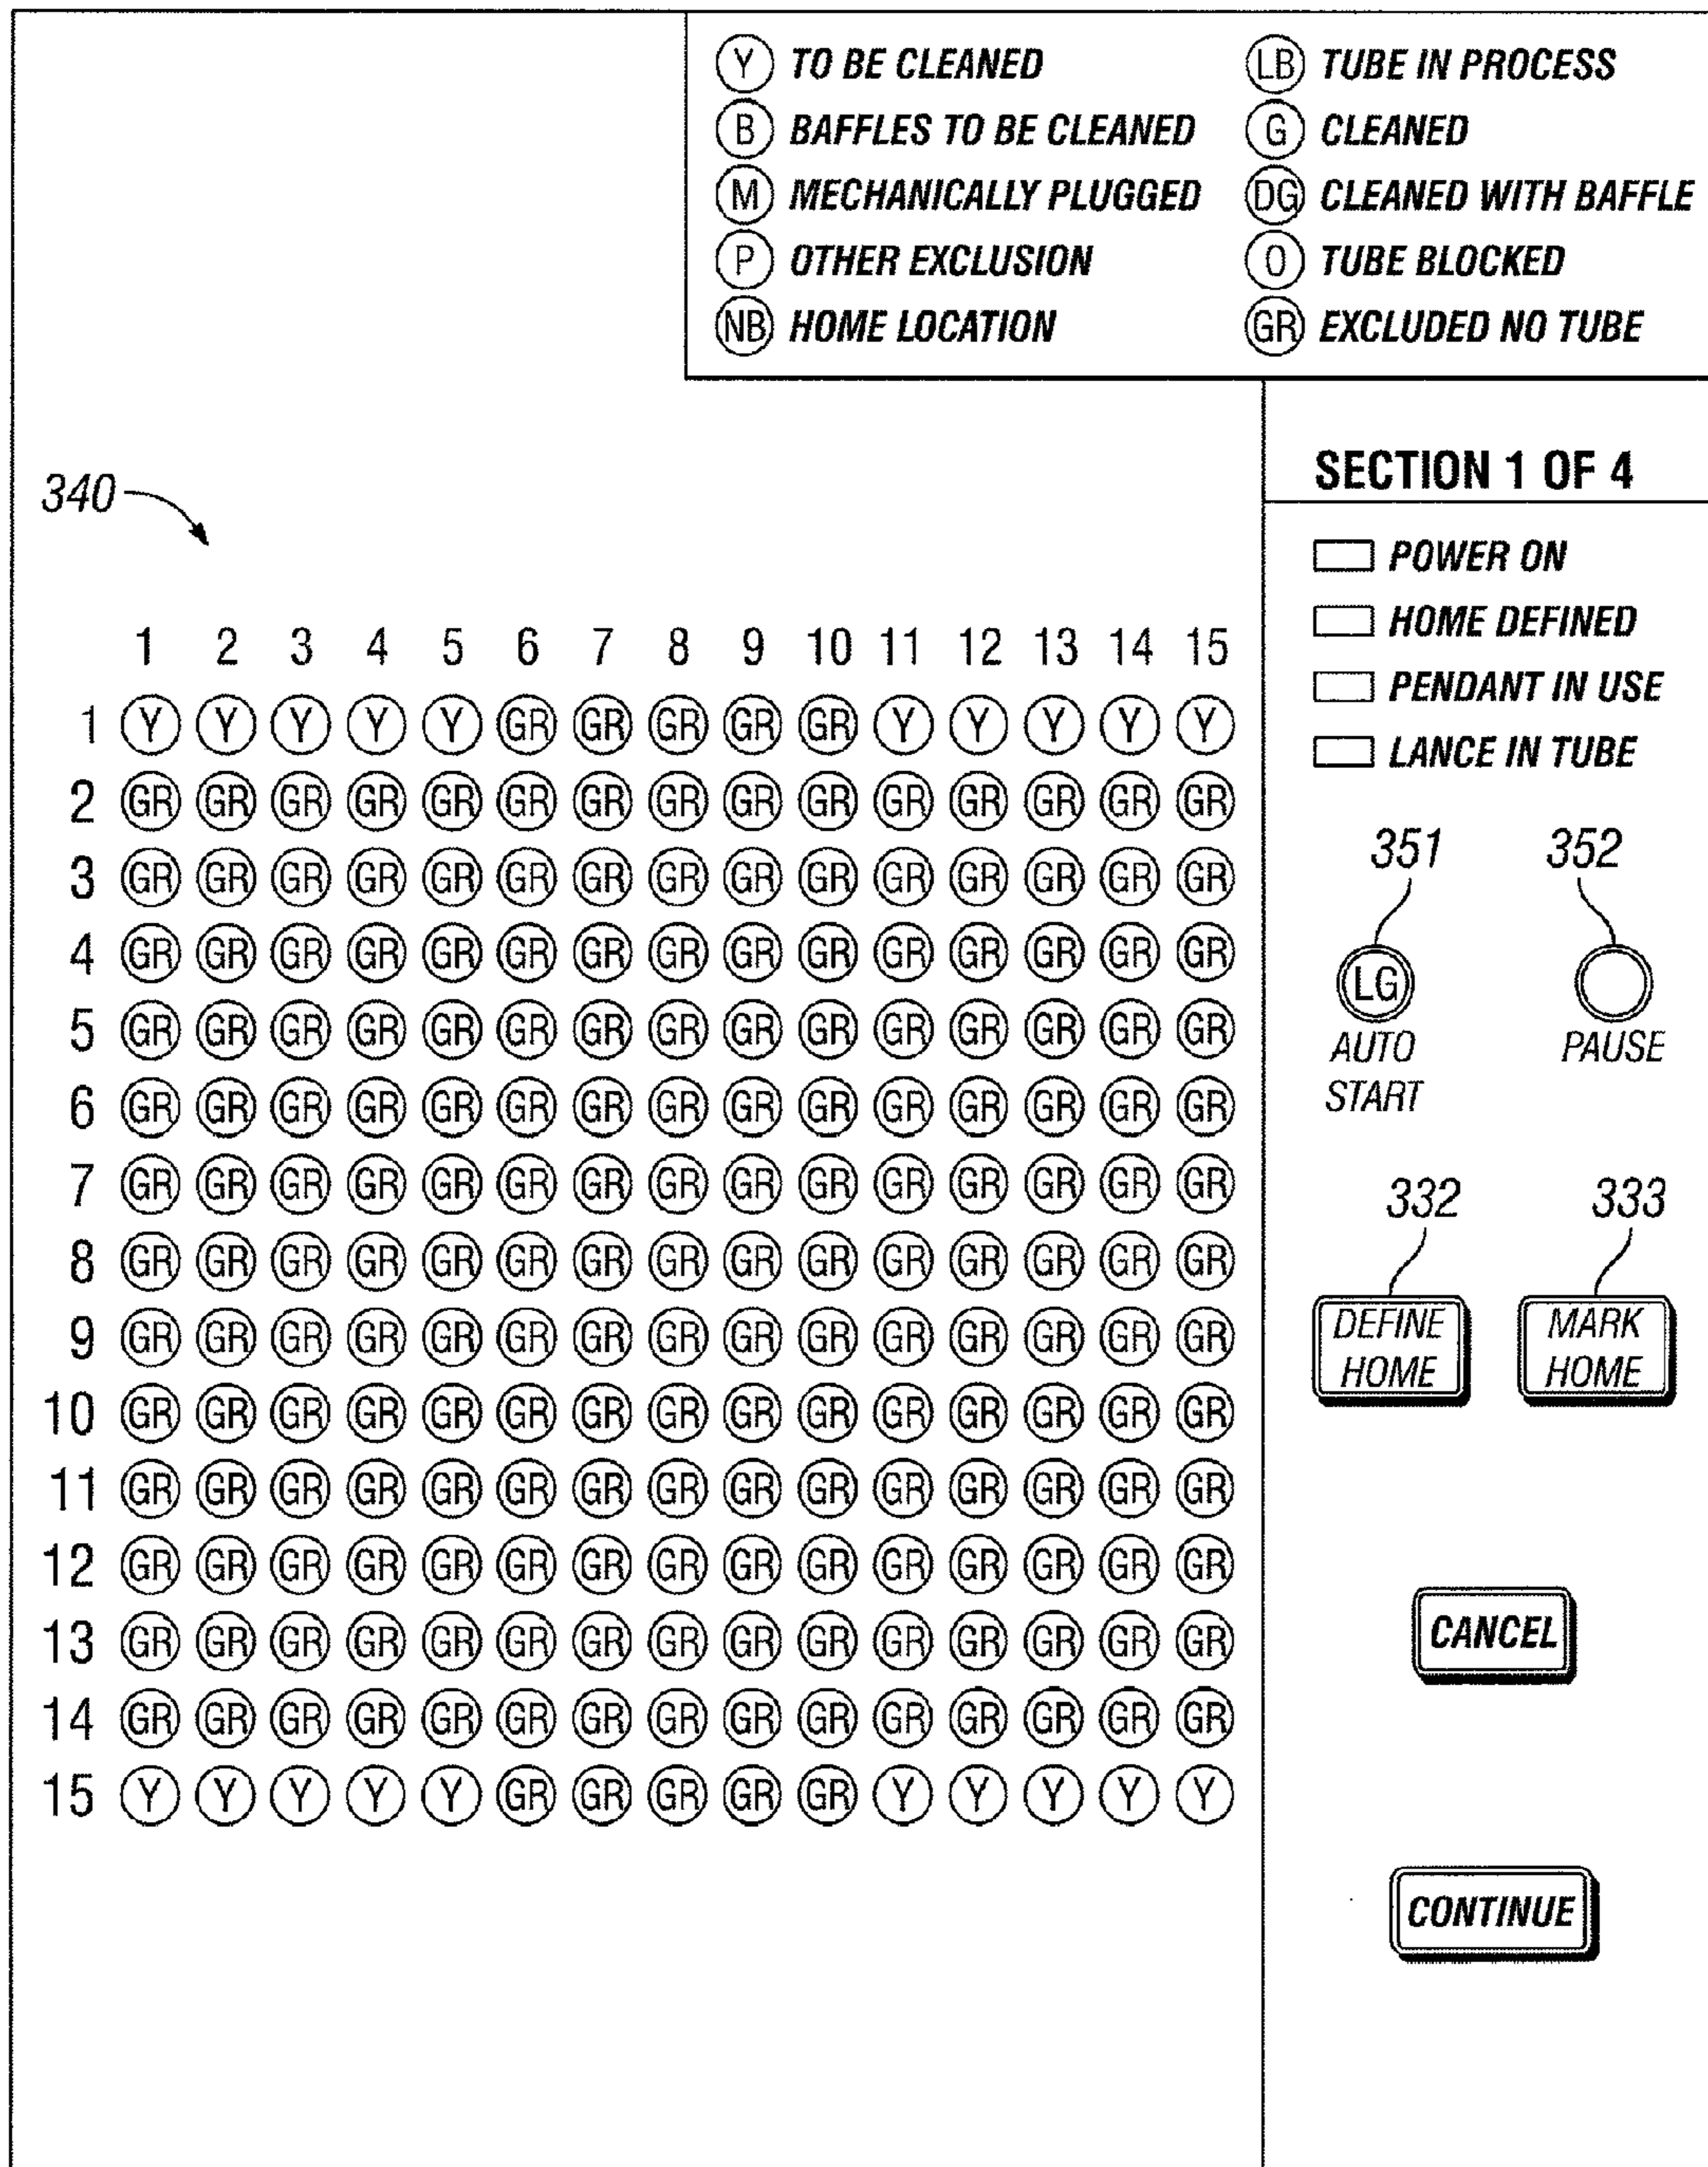 Y TO BE CLEANED LB TUBE IN PROCESS
B BAFFLES TO BE CLEANED G CLEANED
M MECHANICALLY PLUGGED DG CLEANED WITH BAFFLE
P OTHER EXCLUSION O TUBE BLOCKED
NB HOME LOCATION GR EXCLUDED NO TUBE
340
1 2 3 4 5 6 7 8 9 10 11 12 13 14 15
1 Y Y Y Y Y GR GR GR GR GR Y Y Y Y Y
2 GR GR GR GR GR GR GR GR GR GR GR GR GR GR GR
3 GR GR GR GR GR GR GR GR GR GR GR GR GR GR GR
4 GR GR GR GR GR GR GR GR GR GR GR GR GR GR GR
5 GR GR GR GR GR GR GR GR GR GR GR GR GR GR GR
6 GR GR GR GR GR GR GR GR GR GR GR GR GR GR GR
7 GR GR GR GR GR GR GR GR GR GR GR GR GR GR GR
8 GR GR GR GR GR GR GR GR GR GR GR GR GR GR GR
9 GR GR GR GR GR GR GR GR GR GR GR GR GR GR GR
10 GR GR GR GR GR GR GR GR GR GR GR GR GR GR GR
11 GR GR GR GR GR GR GR GR GR GR GR GR GR GR GR
12 GR GR GR GR GR GR GR GR GR GR GR GR GR GR GR
13 GR GR GR GR GR GR GR GR GR GR GR GR GR GR GR
14 GR GR GR GR GR GR GR GR GR GR GR GR GR GR GR
15 Y Y Y Y Y GR GR GR GR GR Y Y Y Y Y
SECTION 1 OF 4
POWER ON
HOME DEFINED
PENDANT IN USE
LANCE IN TUBE
351 352
LG
AUTO PAUSE
START
332 333
DEFINE MARK
HOME HOME
CANCEL
CONTINUE